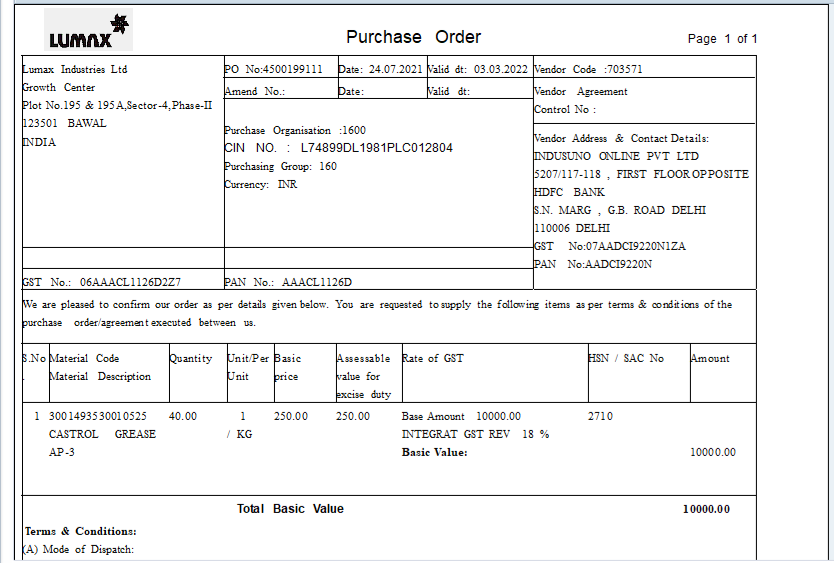 LUMAX
Purchase Order
Page 1 of 1
Lumax Industries Ltd
Growth Center
Plot No.195 & 195A,Sector-4,Phase-II
123501 BAWAL
INDIA
GST No.: 06AAACL1126D2Z7
PO No:4500199111 Date: 24.07.2021 Valid dt: 03.03.2022
Amend No.: Date: Valid dt:
Purchase Organisation :1600
CIN NO. : L74899DL1981PLC012804
Purchasing Group: 160
Currency: INR
PAN No.: AAACL1126D
Vendor Code :703571
Vendor Agreement
Control No :
Vendor Address & Contact Details:
INDUSUNO ONLINE PVT LTD
5207/117-118 , FIRST FLOOR OPPOSITE
HDFC BANK
S.N. MARG , G.B. ROAD DELHI
110006 DELHI
GST No:07AADCI9220N1ZA
PAN No:AADCI9220N
We are pleased to confirm our order as per details given below. You are requested to supply the following items as per terms & conditions of the
purchase order/agreement executed between us.
S.No Material Code Quantity Unit/Per Basic Assessable Rate of GST HSN / SAC No Amount
. Material Description Unit price value for
excise duty
1 3001493530010525 40.00 1 250.00 250.00 Base Amount 10000.00 2710
CASTROL GREASE / KG INTEGRAT GST REV 18 %
AP-3 Basic Value: 10000.00
Total Basic Value 10000.00
Terms & Conditions:
(A) Mode of Dispatch: